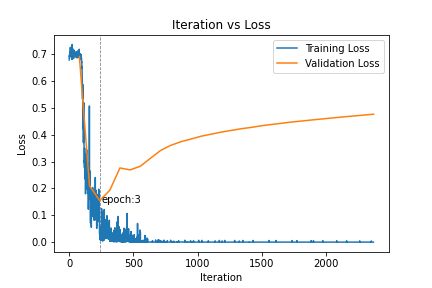 Iteration vs Loss
Training Loss
Validation Loss
0.7
0.6
0.5
0.4
0.3
0.2
0.1
0.0
Loss
epoch:3
0
500
1000
1500
2000
Iteration